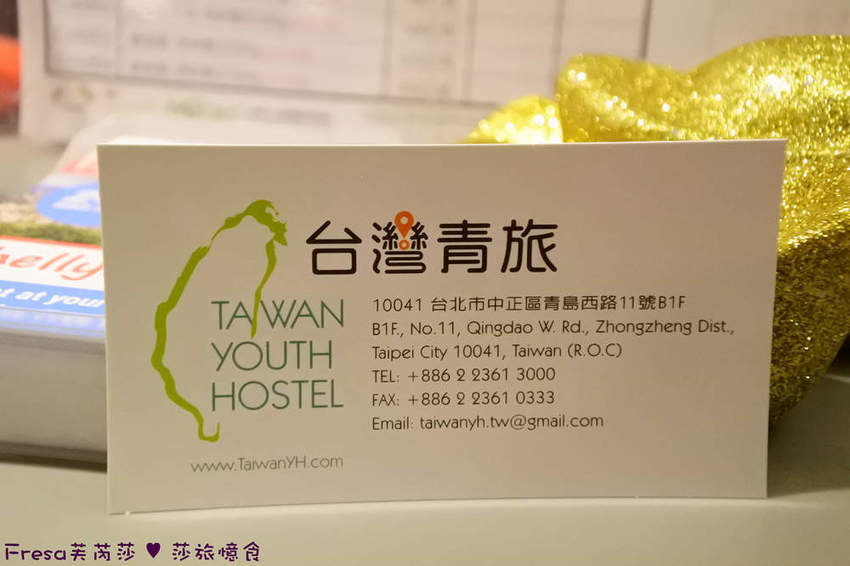 台灣青旅
TAIWAN
YOUTH
HOSTEL
www.TaiwanYH.com
10041 台北市中正區青島西路11號B1F
B1F., No.11, Qingdao W. Rd., Zhongzheng Dist.,
Taipei City 10041, Taiwan (R.O.C)
TEL: +886 2 2361 3000
FAX: +886 2 2361 0333
Email: taiwanyh.tw@gmail.com
at your
Fresa芙芮莎 ♥ 莎旅憶食